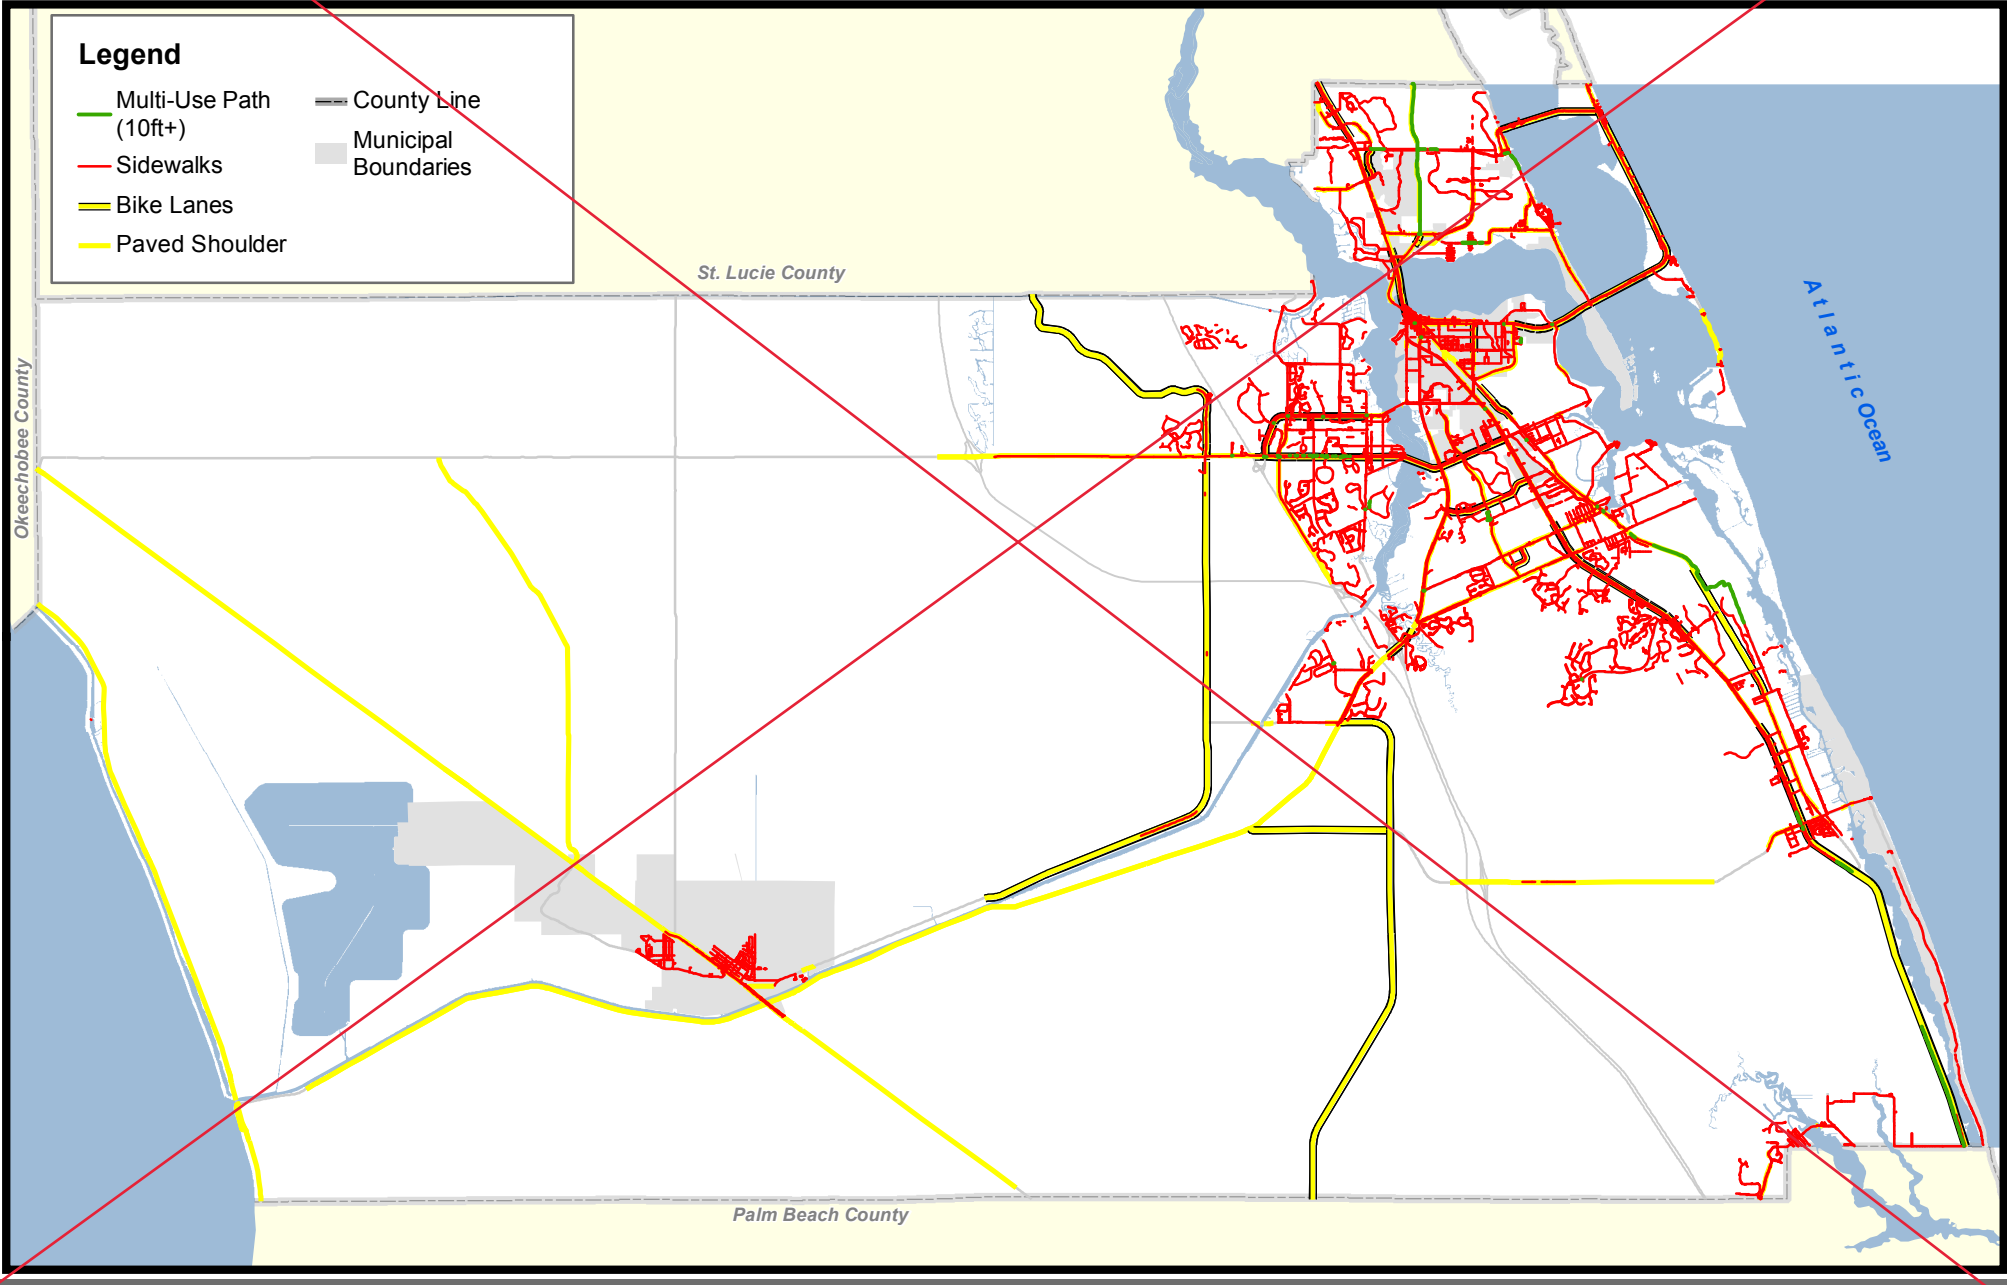 Legend
Multi-Use Path
(10ft+)
Sidewalks
Bike Lanes
Paved Shoulder
County Line
Municipal
Boundaries
St. Lucie County
Okeechobee County
Atlantic Ocean
Palm Beach County